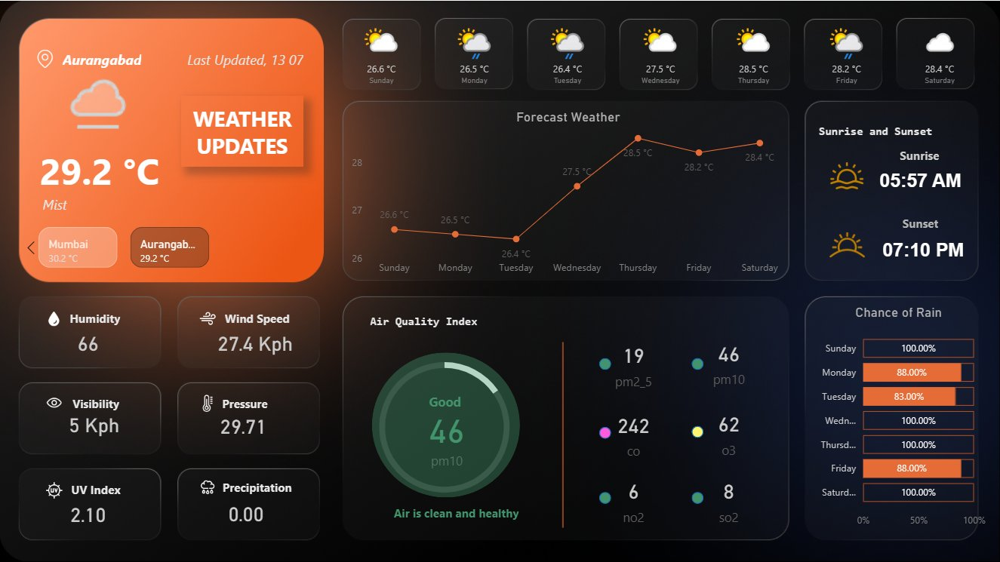 Aurangabad
Last Updated, 13 07
WEATHER
UPDATES
29.2 °C
Mist
Mumbai
30.2 °C
Aurangab...
29.2 °C
26.6 °C
Sunday
26.5 °C
Monday
26.4 °C
Tuesday
27.5 °C
Wednesday
28.5 °C
Thursday
28.2 °C
Friday
28.4 °C
Saturday
Forecast Weather
28
27
26
26.6 °C
26.5 °C
26.4 °C
27.5 °C
28.5 °C
28.2 °C
28.4 °C
Sunday Monday Tuesday Wednesday Thursday Friday Saturday
Sunrise and Sunset
Sunrise
05:57 AM
Sunset
07:10 PM
Humidity
66
Wind Speed
27.4 Kph
Visibility
5 Kph
Pressure
29.71
UV
UV Index
2.10
Precipitation
0.00
Air Quality Index
Good
46
pm10
Air is clean and healthy
19
pm2_5
46
pm10
242
co
62
o3
6
no2
8
so2
Chance of Rain
Sunday 100.00%
Monday 88.00%
Tuesday 83.00%
Wedn... 100.00%
Thursd... 100.00%
Friday 88.00%
Saturd... 100.00%
0% 50% 100%